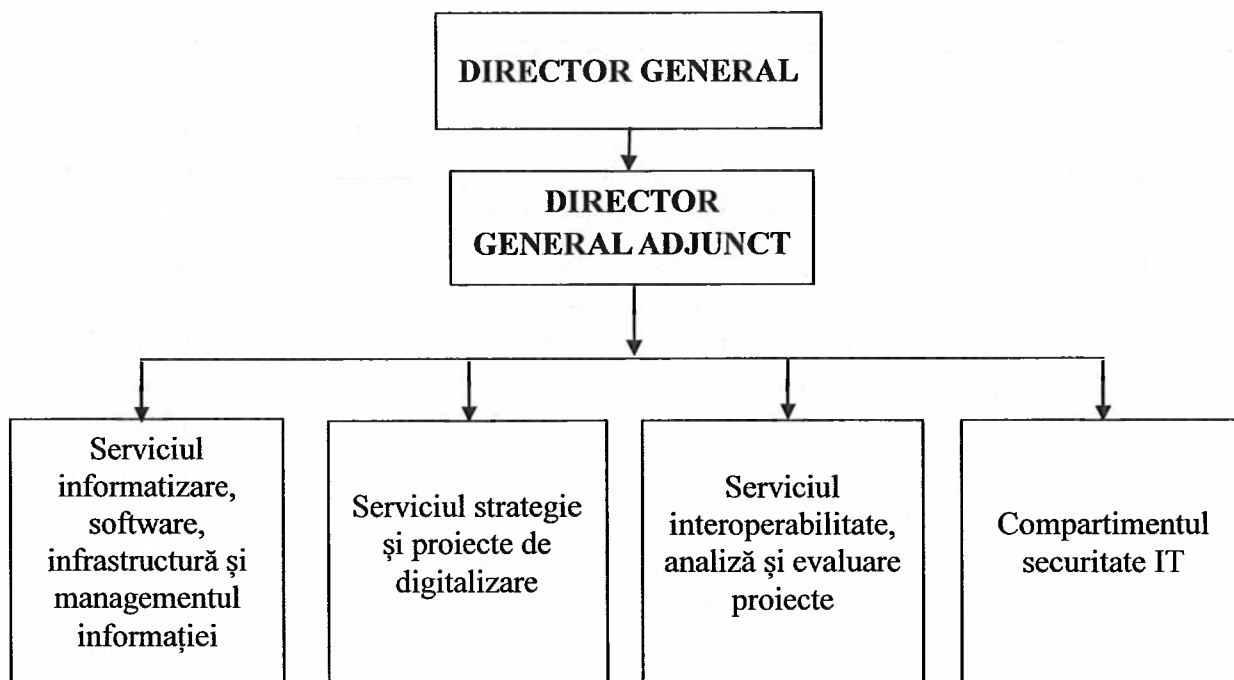 DIRECTOR GENERAL
DIRECTOR
GENERAL ADJUNCT
Serviciul
informatizare,
software,
infrastructură și
managementul
informației
Serviciul strategie
și proiecte de
digitalizare
Serviciul
interoperabilitate,
analiză și evaluare
proiecte
Compartimentul
securitate IT